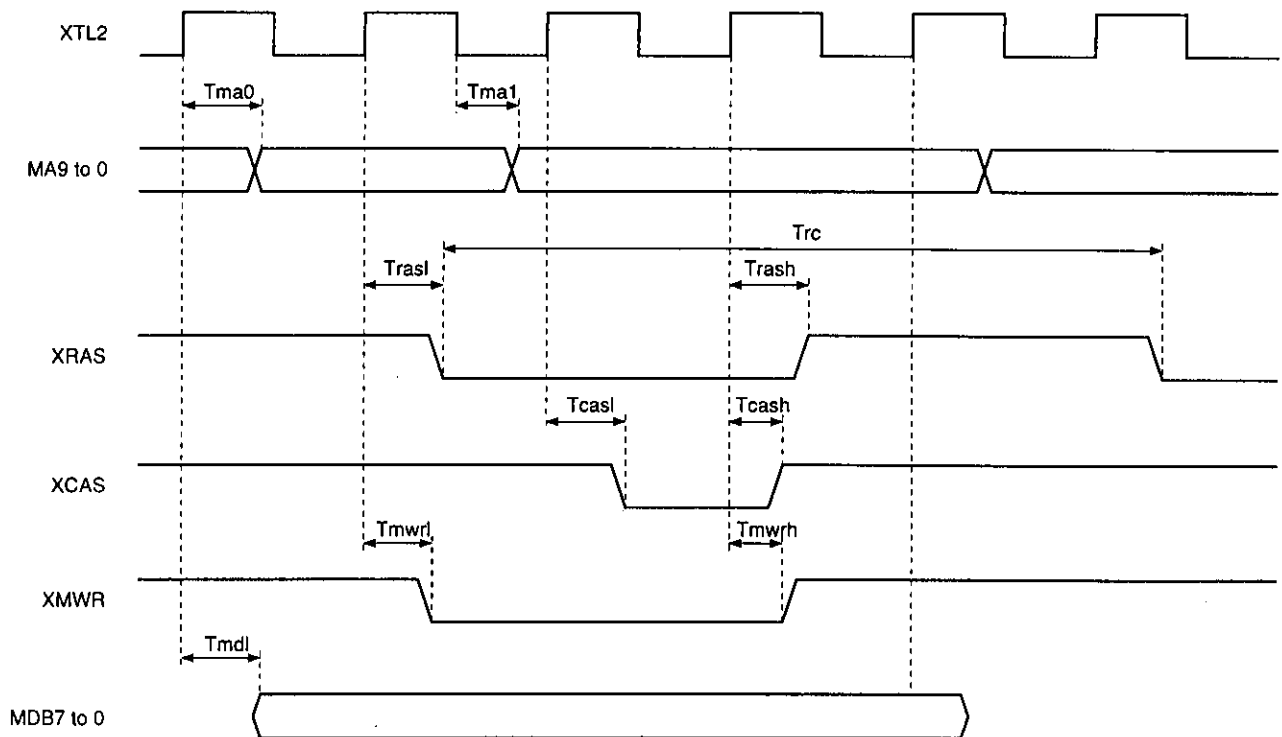 XTL2
Tma0
Tma1
MA9 to 0
Trc
Trasl
Trash
XRAS
Tcasl
Tcash
XCAS
Tmwrl
Tmwrh
XMWR
Tmdl
MDB7 to 0